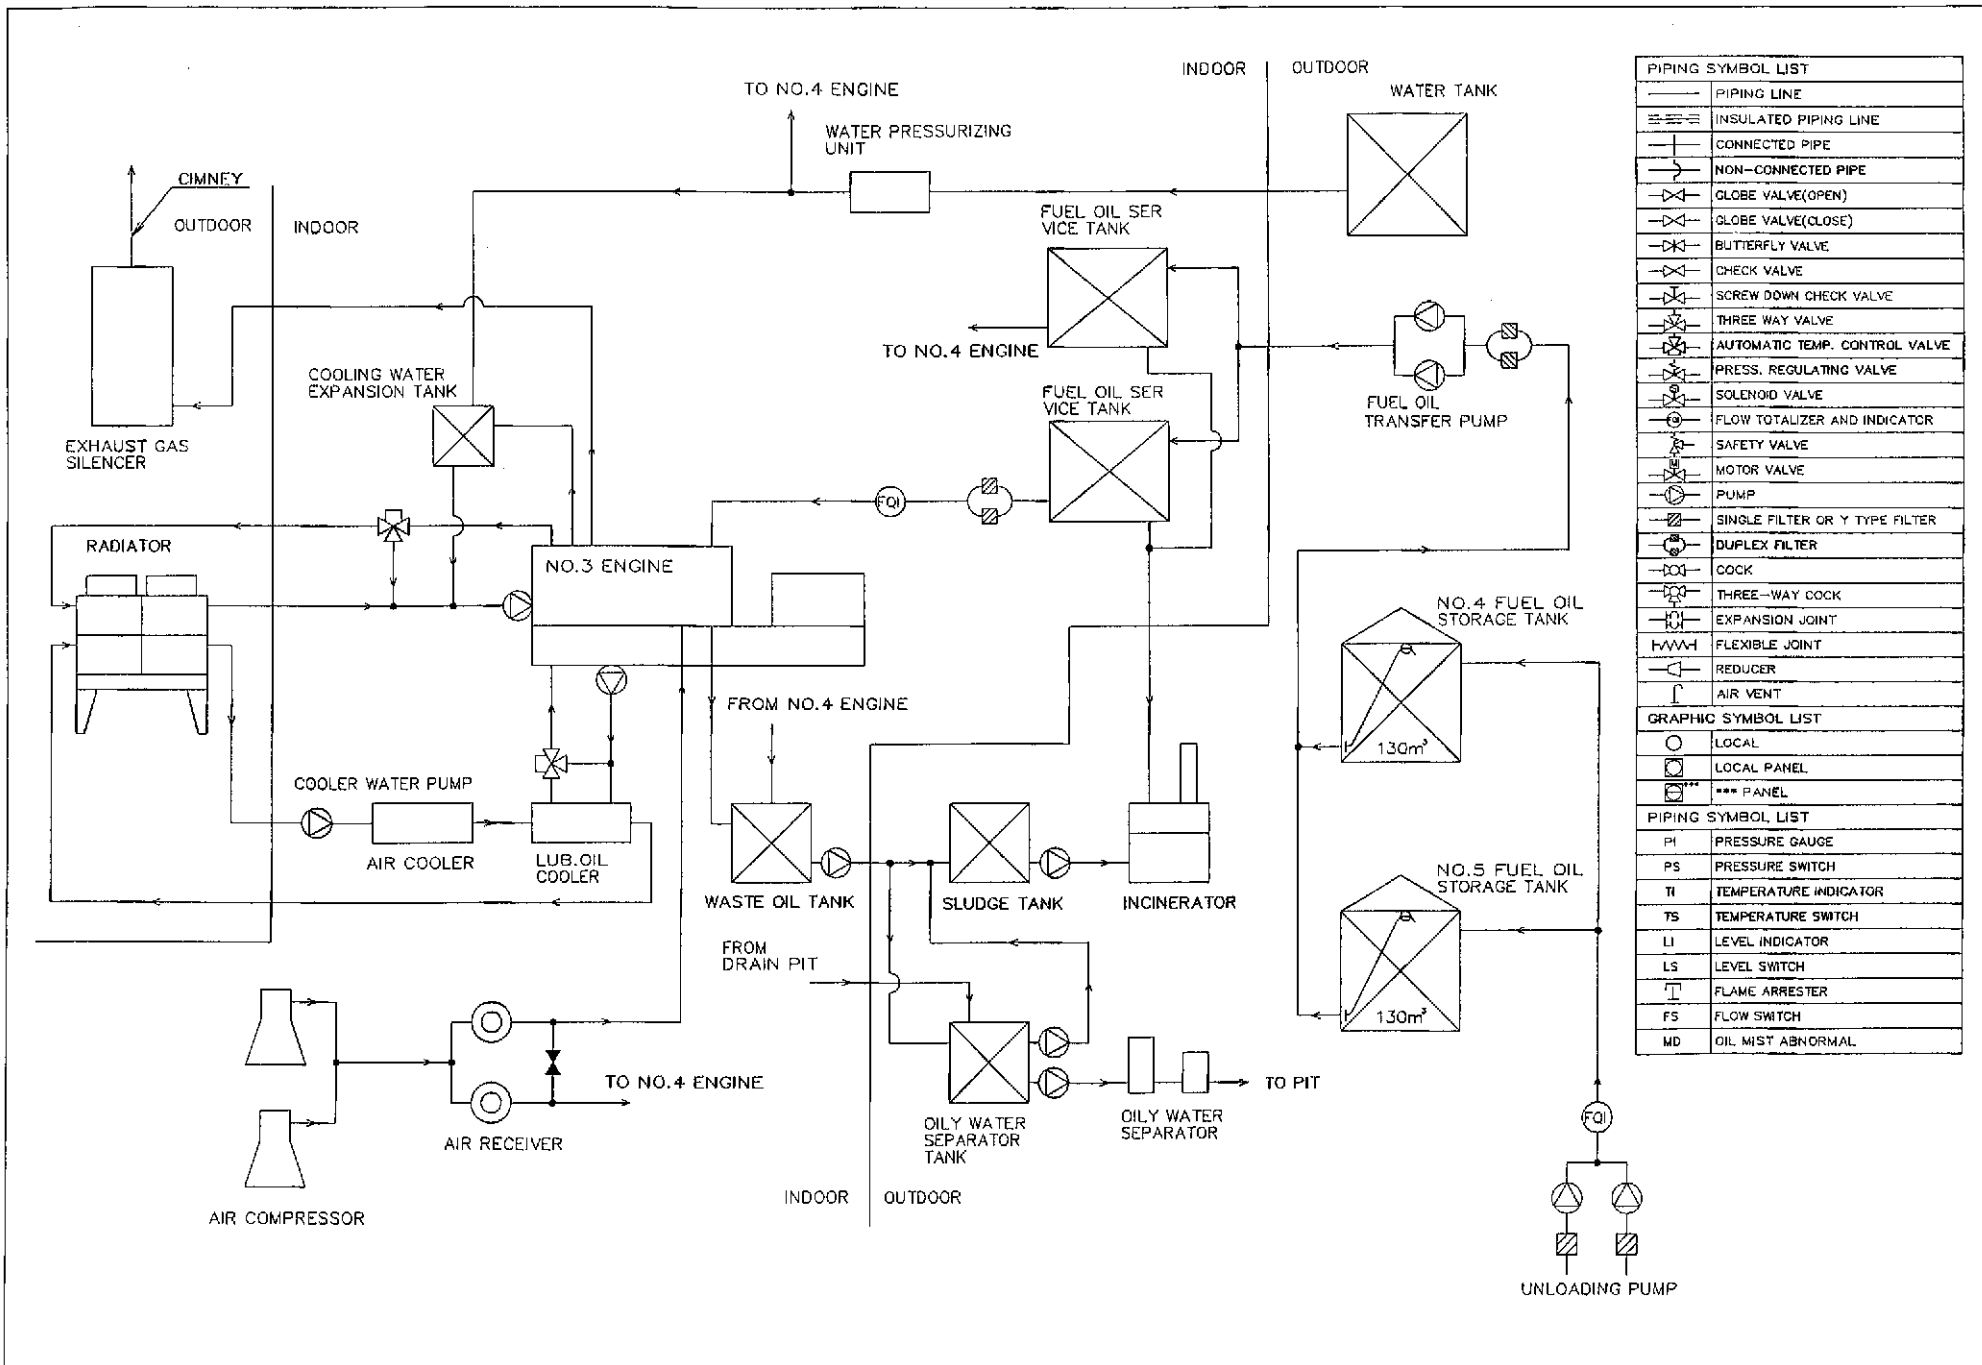 INDOOR
OUTDOOR
TO NO.4 ENGINE
WATER TANK
WATER PRESSURIZING
UNIT
CIMNEY
OUTDOOR
INDOOR
FUEL OIL SER
VICE TANK
TO NO.4 ENGINE
COOLING WATER
EXPANSION TANK
FUEL OIL SER
VICE TANK
FUEL OIL
TRANSFER PUMP
EXHAUST GAS
SILENCER
FQI
RADIATOR
NO.3 ENGINE
NO.4 FUEL OIL
STORAGE TANK
130m³
FROM NO.4 ENGINE
COOLER WATER PUMP
AIR COOLER
LUB.OIL
COOLER
WASTE OIL TANK
SLUDGE TANK
INCINERATOR
NO.5 FUEL OIL
STORAGE TANK
130m³
FROM
DRAIN PIT
TO NO.4 ENGINE
AIR RECEIVER
OILY WATER
SEPARATOR
TANK
OILY WATER
SEPARATOR
TO PIT
FQI
AIR COMPRESSOR
INDOOR
OUTDOOR
UNLOADING PUMP
PIPING SYMBOL LIST
PIPING LINE
INSULATED PIPING LINE
CONNECTED PIPE
NON-CONNECTED PIPE
GLOBE VALVE(OPEN)
GLOBE VALVE(CLOSE)
BUTTERFLY VALVE
CHECK VALVE
SCREW DOWN CHECK VALVE
THREE WAY VALVE
AUTOMATIC TEMP. CONTROL VALVE
PRESS. REGULATING VALVE
SOLENOID VALVE
FLOW TOTALIZER AND INDICATOR
SAFETY VALVE
M
MOTOR VALVE
PUMP
SINGLE FILTER OR Y TYPE FILTER
DUPLEX FILTER
COCK
THREE-WAY COCK
EXPANSION JOINT
FLEXIBLE JOINT
REDUCER
AIR VENT
GRAPHIC SYMBOL LIST
LOCAL
LOCAL PANEL
*** *** PANEL
PIPING SYMBOL LIST
PI PRESSURE GAUGE
PS PRESSURE SWITCH
TI TEMPERATURE INDICATOR
TS TEMPERATURE SWITCH
LI LEVEL INDICATOR
LS LEVEL SWITCH
FLAME ARRESTER
FS FLOW SWITCH
MD OIL MIST ABNORMAL